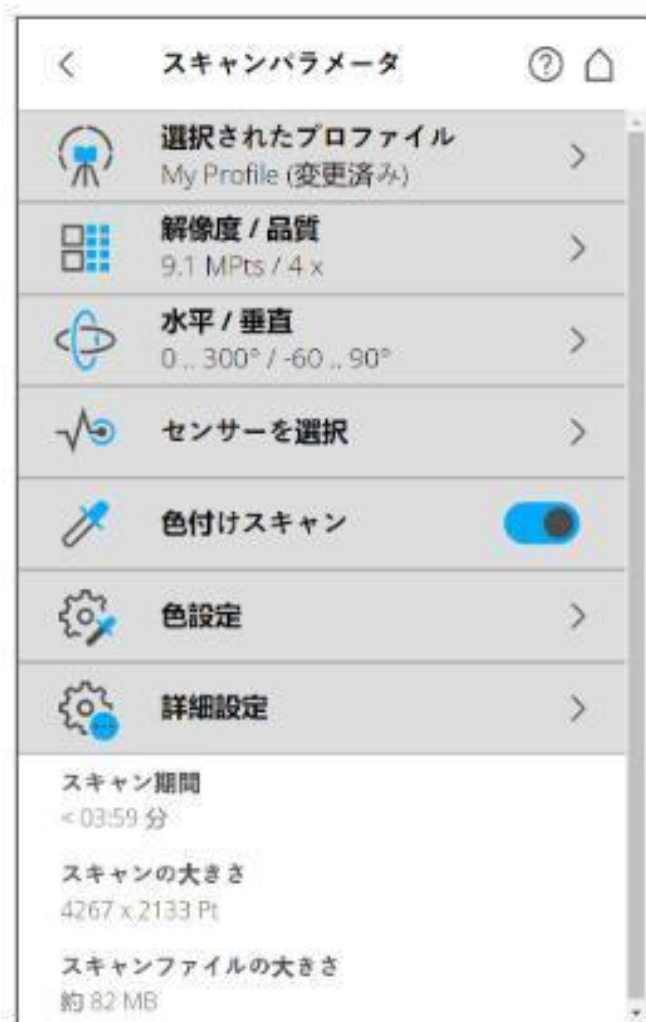 スキャンパラメータ
選択されたプロファイル
My Profile (変更済み)
解像度 / 品質
9.1 MPts / 4 x
水平 / 垂直
0 .. 300° / -60 .. 90°
センサーを選択
色付けスキャン
色設定
詳細設定
スキャン期間
< 03:59 分
スキャンの大きさ
4267 x 2133 Pt
スキャンファイルの大きさ
約 82 MB